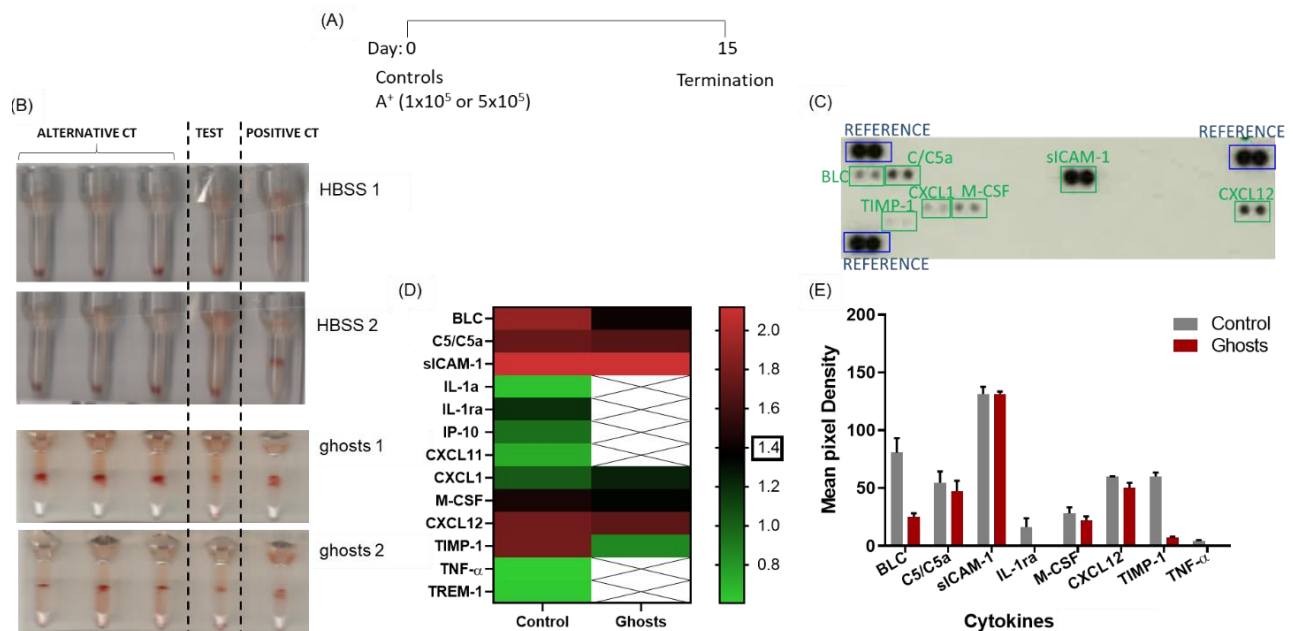 (A)
Day: 0
15
Controls
Termination
A⁺ (1x10⁵ or 5x10⁵)
(B)
ALTERNATIVE CT
TEST
POSITIVE CT
HBSS 1
HBSS 2
ghosts 1
ghosts 2
(C)
REFERENCE
REFERENCE
C/C5a
sICAM-1
BLC
CXCL1
M-CSF
CXCL12
TIMP-1
REFERENCE
(D)
BLC
C5/C5a
sICAM-1
IL-1a
IL-1ra
IP-10
CXCL11
CXCL1
M-CSF
CXCL12
TIMP-1
TNF-α
TREM-1
Control
Ghosts
2.0
1.8
1.6
1.4
1.2
1.0
0.8
(E)
200
150
100
50
0
Mean pixel Density
Control
Ghosts
BLC
C5/C5a
sICAM-1
IL-1ra
M-CSF
CXCL12
TIMP-1
TNF-α
Cytokines